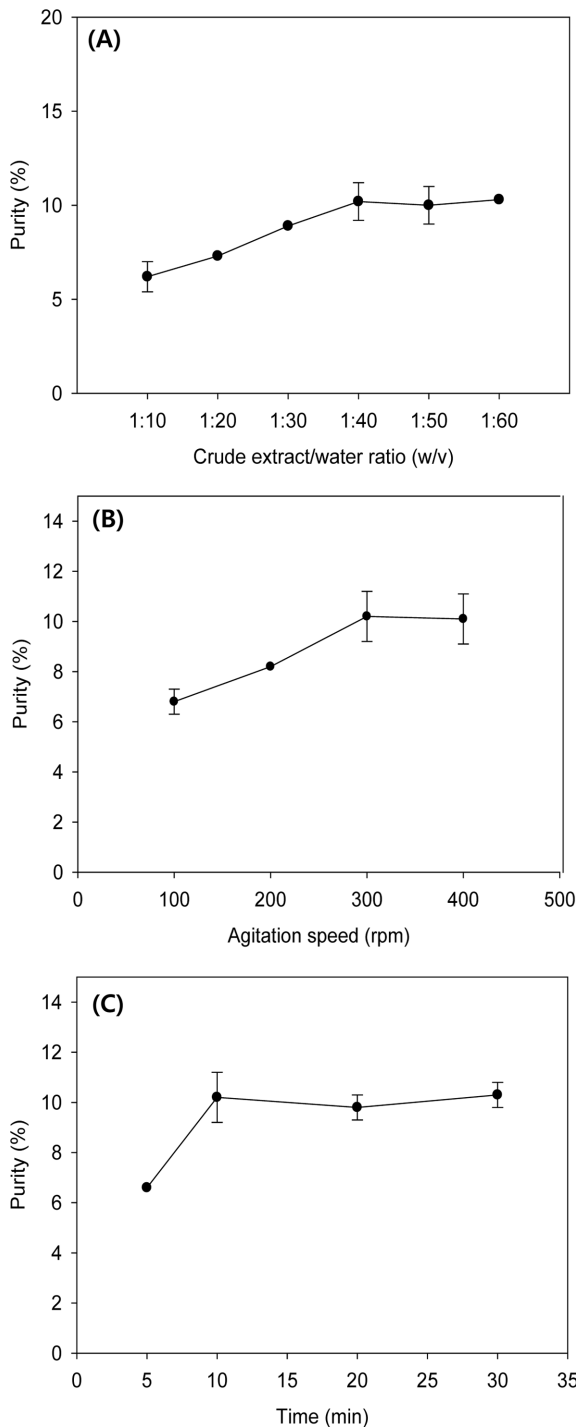 (A)
20
15
10
5
0
Purity (%)
1:10 1:20 1:30 1:40 1:50 1:60
Crude extract/water ratio (w/v)
(B)
14
12
10
8
6
4
2
0
Purity (%)
0 100 200 300 400 500
Agitation speed (rpm)
(C)
14
12
10
8
6
4
2
0
Purity (%)
0 5 10 15 20 25 30 35
Time (min)